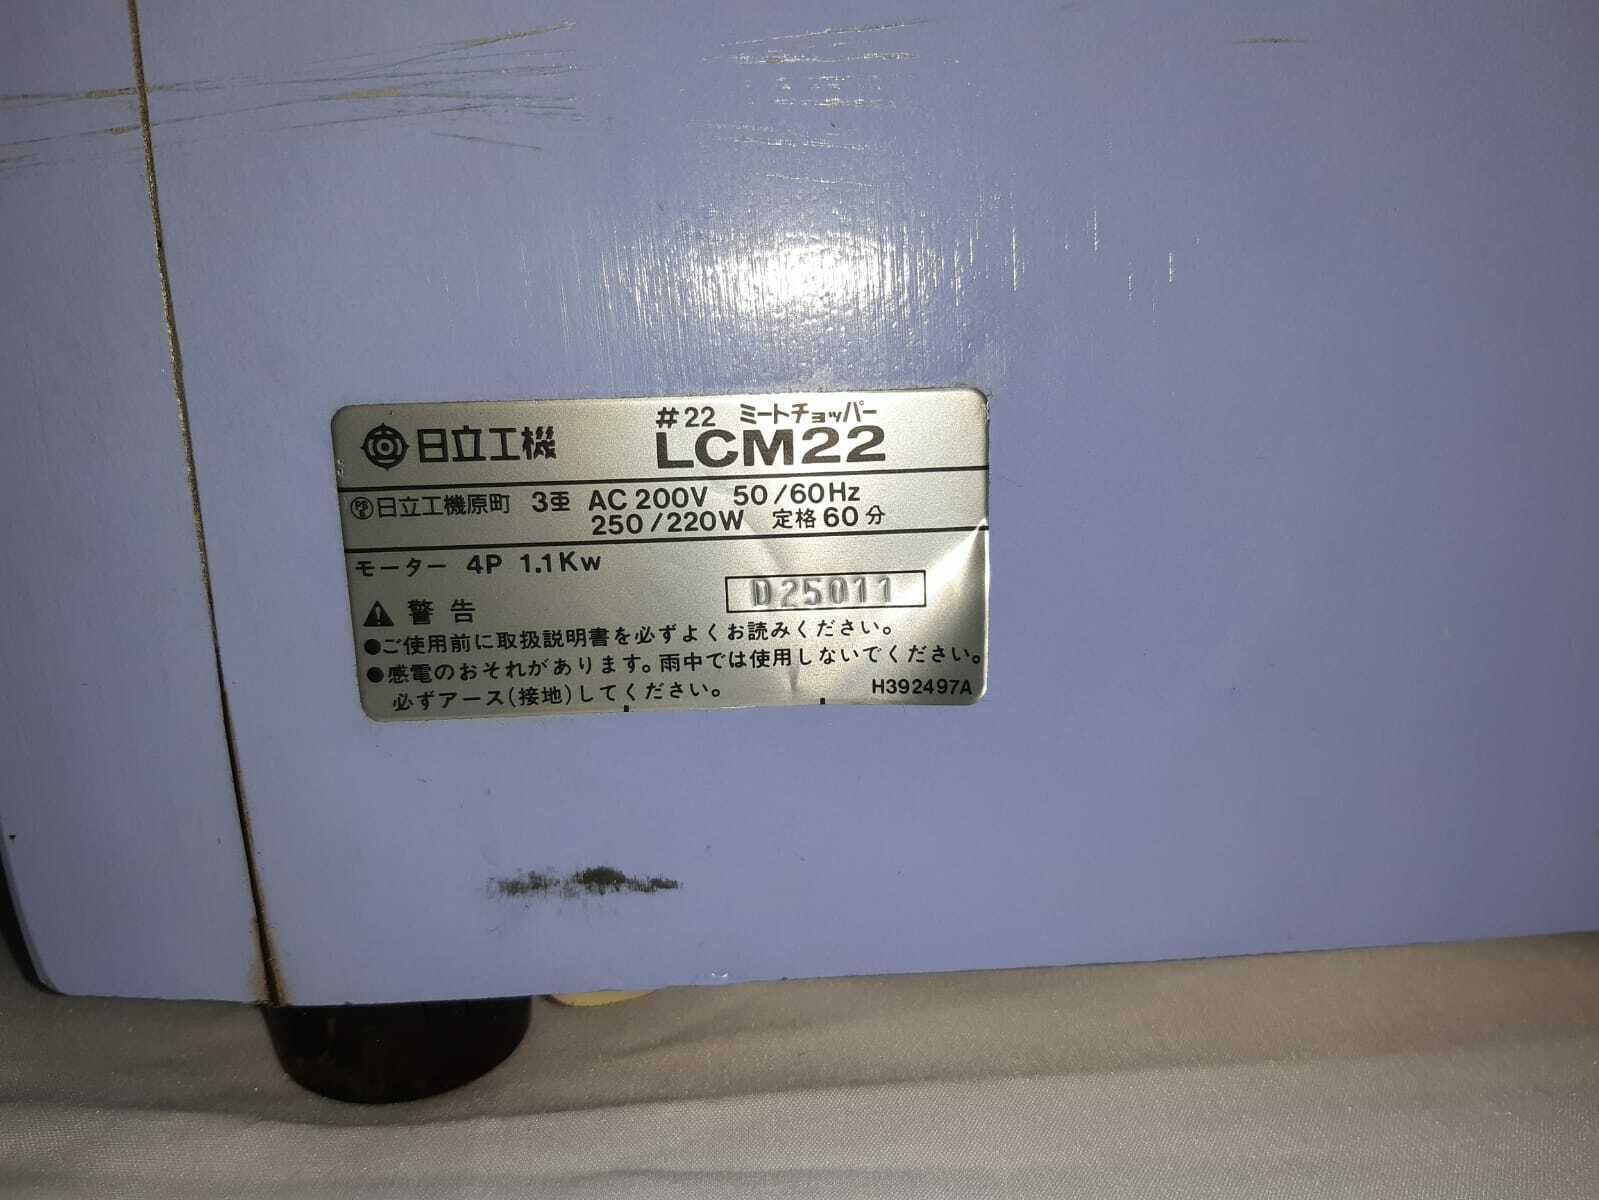 日立工機
#22 ミートチョッパー
LCM22
PSE 日立工機原町 3亜 AC 200V 50/60Hz
250/220W 定格 60 分
モーター 4P 1.1Kw
D25011
⚠ 警告
●ご使用前に取扱説明書を必ずよくお読みください。
●感電のおそれがあります。雨中では使用しないでください。
必ずアース(接地)してください。
H392497A